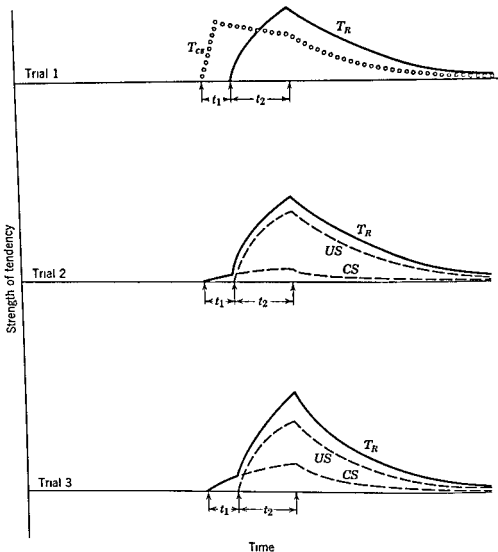 T_CS
T_R
Trial 1
t_1
t_2
T_R
US
CS
Trial 2
t_1
t_2
T_R
US
CS
Trial 3
t_1
t_2
Strength of tendency
Time